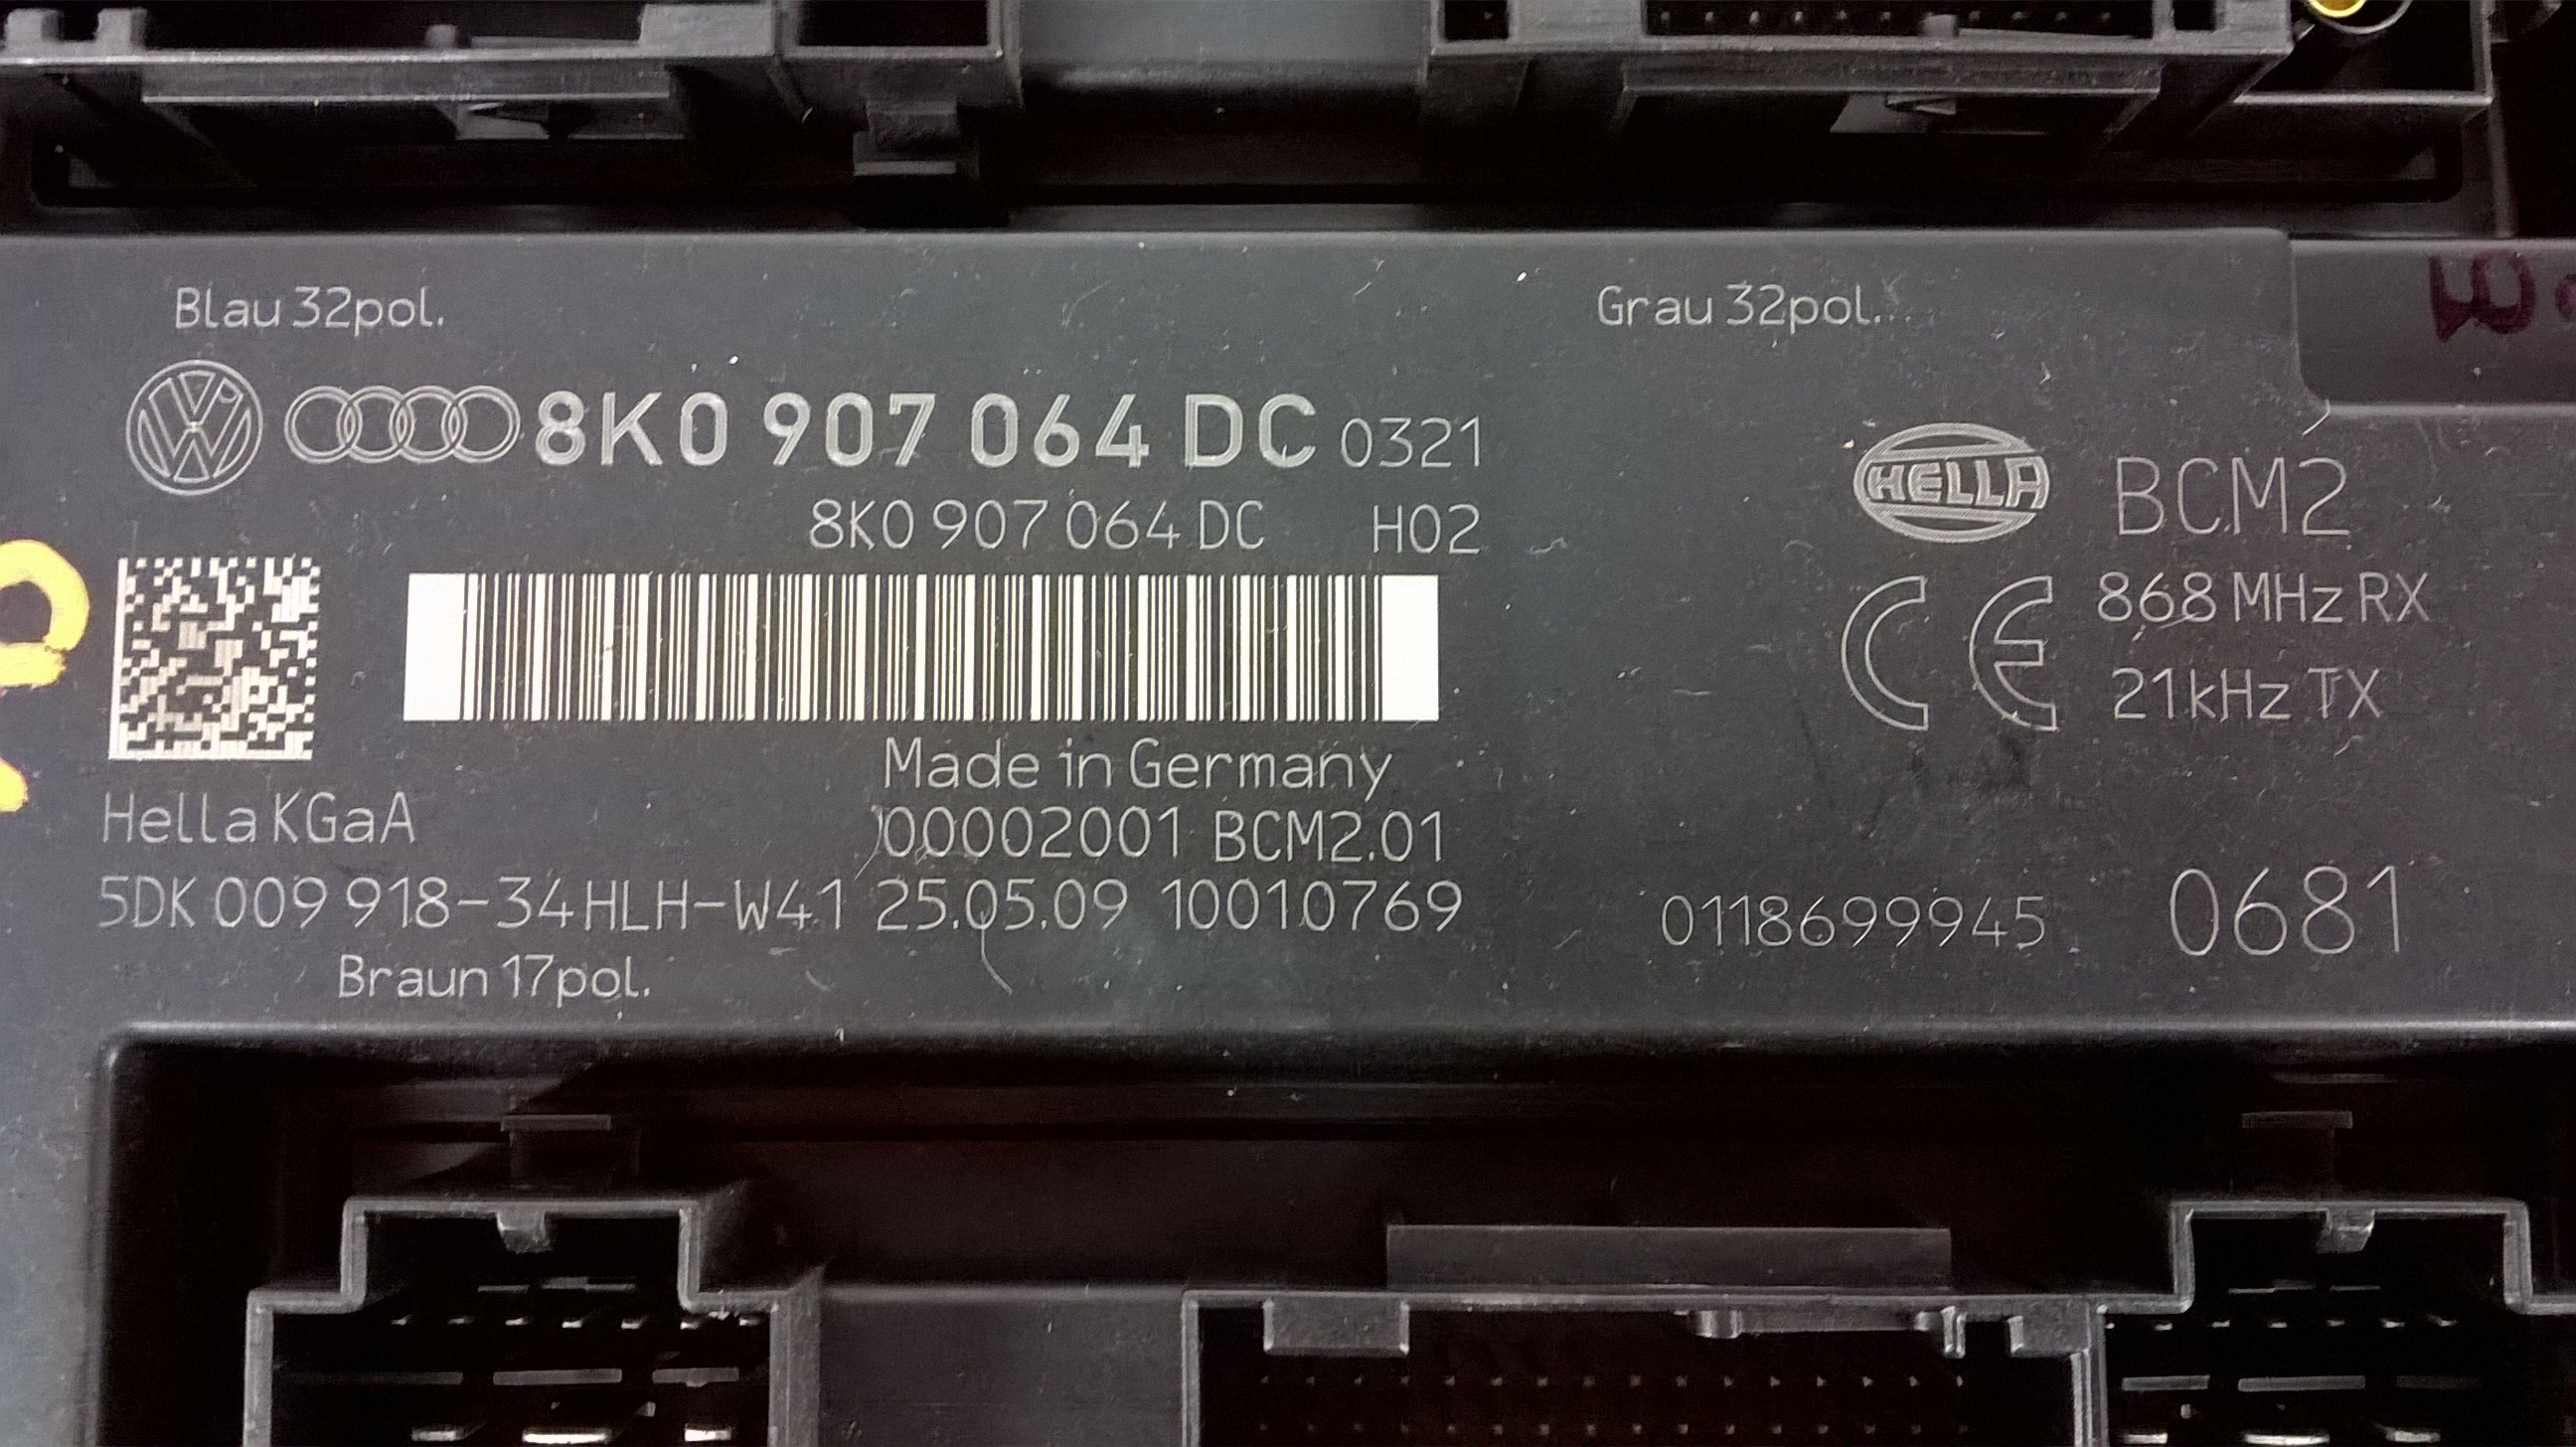 Blau 32pol.
Grau 32pol.
8K0 907 064 DC 0321
8K0 907 064 DC H02
HELLA BCM2
CE 868 MHz RX
21kHz TX
Made in Germany
Hella KGaA
00002001 BCM2.01
5DK 009 918-34 HLH-W41 25.05.09 10010769
0118699945 0681
Braun 17pol.